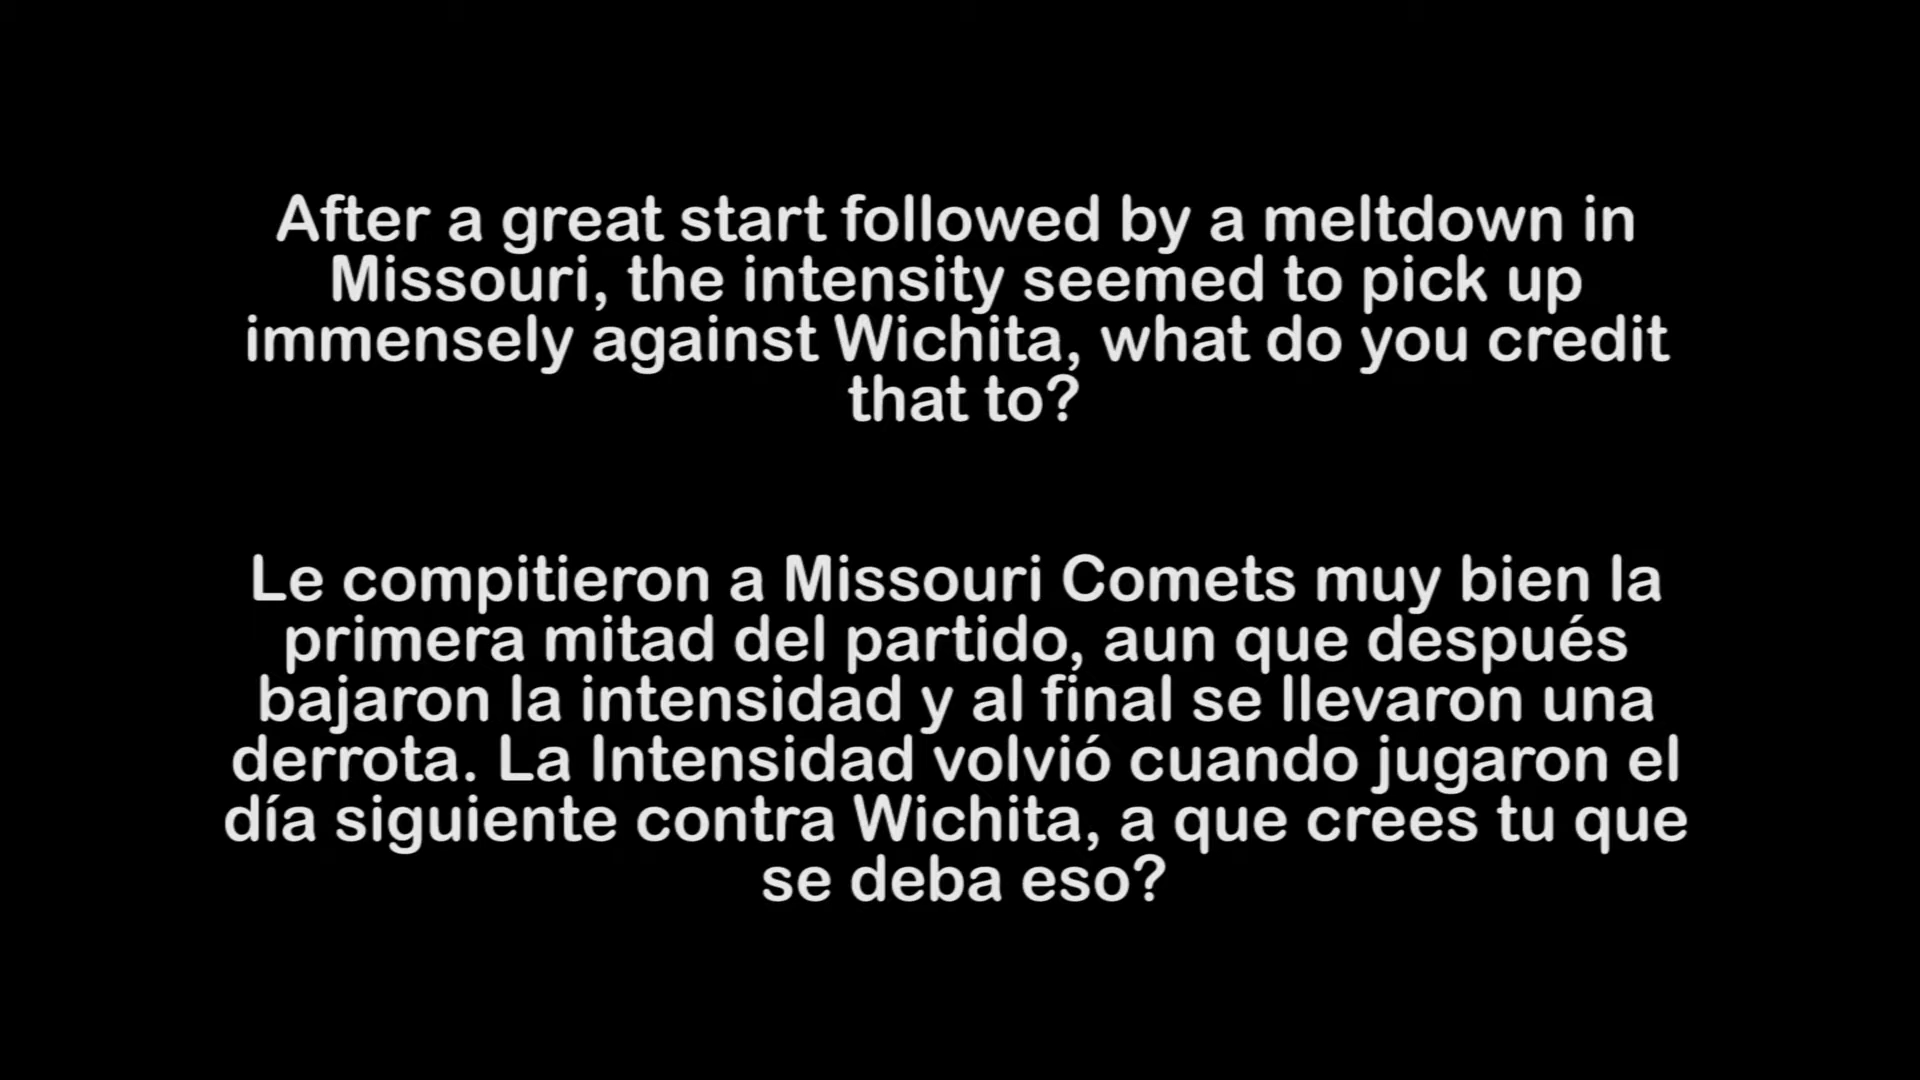 After a great start followed by a meltdown in
Missouri, the intensity seemed to pick up
immensely against Wichita, what do you credit
that to?
Le compitieron a Missouri Comets muy bien la
primera mitad del partido, aun que después
bajaron la intensidad y al final se llevaron una
derrota. La Intensidad volvió cuando jugaron el
día siguiente contra Wichita, a que crees tu que
se deba eso?